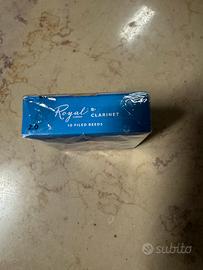 Royal B♭ CLARINET
10 FILED REEDS
subito